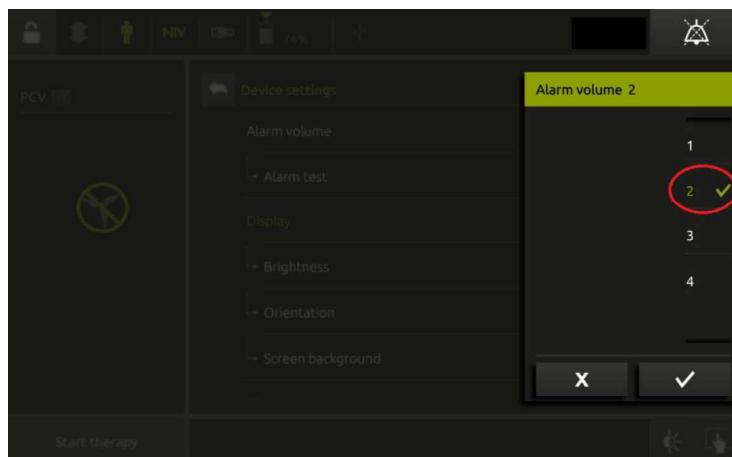 NIV
74%
PCV
Device settings
Alarm volume
Alarm test
Display
Brightness
Orientation
Screen background
Start therapy
Alarm volume 2
1
2
3
4
X